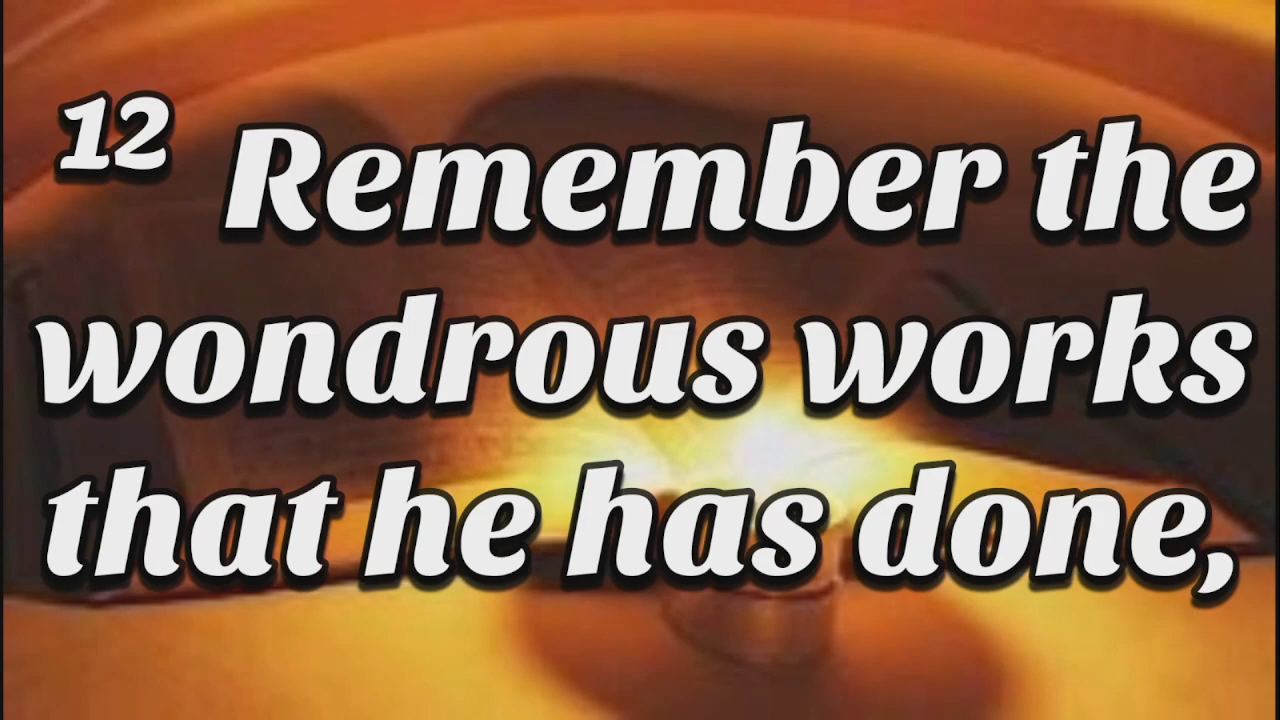 12 Remember the
wondrous works
that he has done,